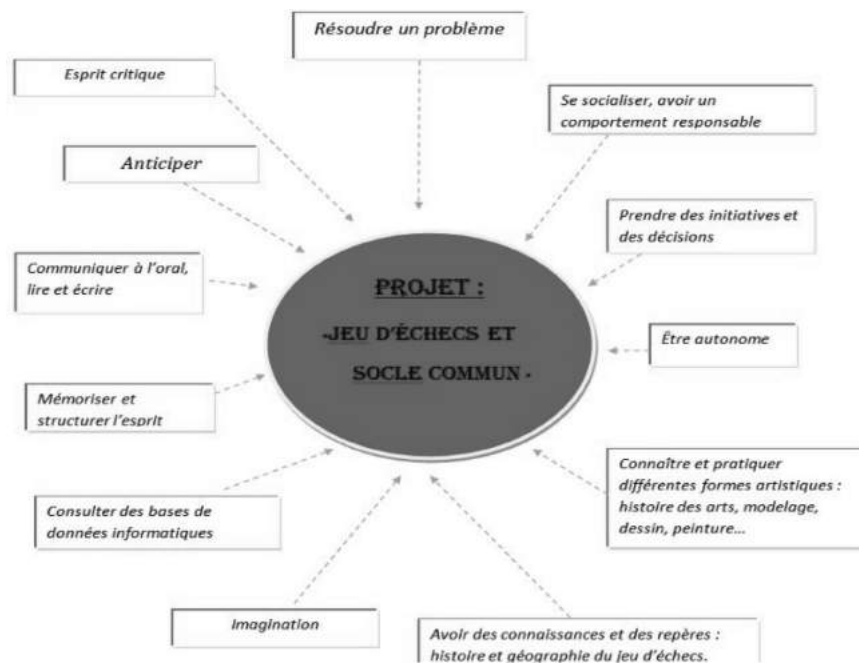 Résoudre un problème
Esprit critique
Se socialiser, avoir un
comportement responsable
Anticiper
Prendre des initiatives et
des décisions
Communiquer à l'oral,
lire et écrire
PROJET :
-JEU D'ÉCHECS ET
SOCLE COMMUN -
Être autonome
Mémoriser et
structurer l'esprit
Connaître et pratiquer
différentes formes artistiques :
histoire des arts, modelage,
dessin, peinture...
Consulter des bases de
données informatiques
Imagination
Avoir des connaissances et des repères :
histoire et géographie du jeu d'échecs.